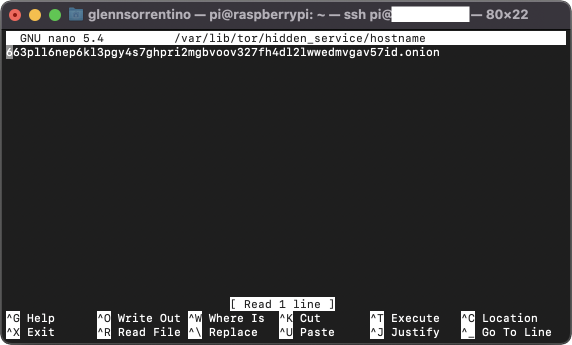 glennsorrentino — pi@raspberrypi: ~ — ssh pi@ — 80×22
GNU nano 5.4 /var/lib/tor/hidden_service/hostname
663pll6nep6kl3pgy4s7ghpri2mgbvoov327fh4dl2lwwedmvgav57id.onion
[ Read 1 line ]
^G Help ^O Write Out ^W Where Is ^K Cut ^T Execute ^C Location
^X Exit ^R Read File ^\ Replace ^U Paste ^J Justify ^_ Go To Line